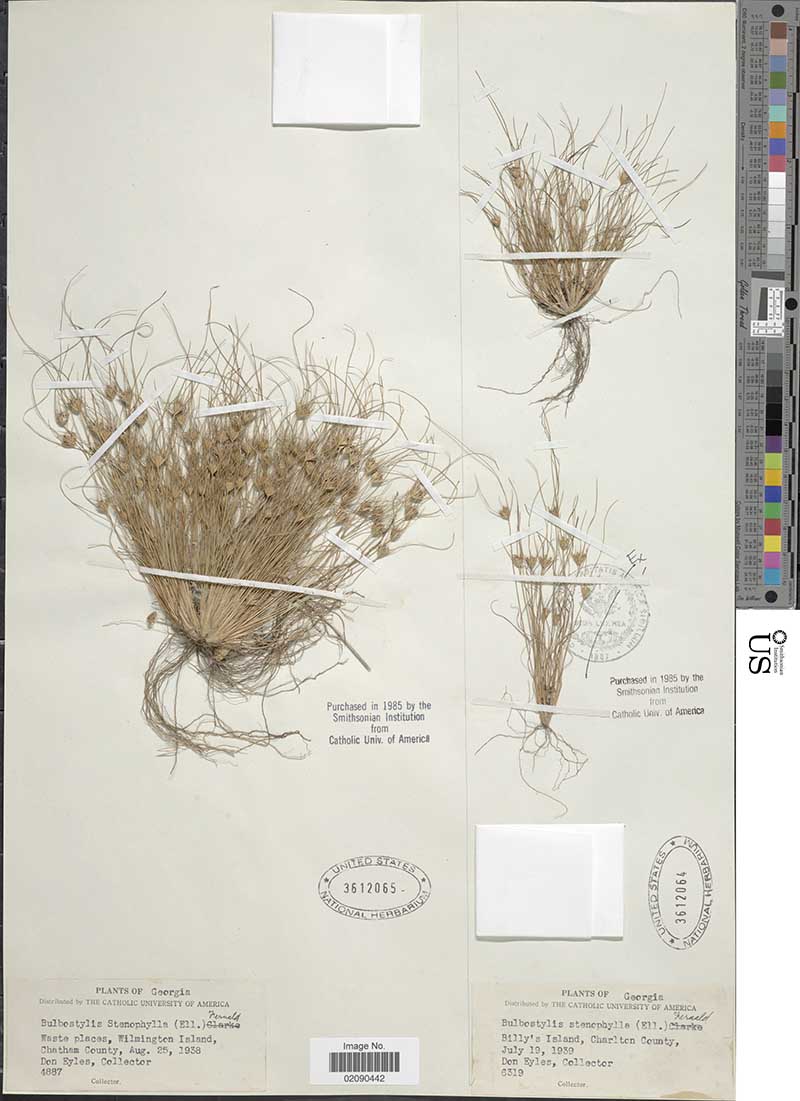 Purchased in 1985 by the
Smithsonian Institution
from
Catholic Univ. of America
UNITED STATES
3612065
NATIONAL HERBARIUM
PLANTS OF Georgia
Distributed by THE CATHOLIC UNIVERSITY OF AMERICA
Fernald
Bulbostylis Stenophylla (Ell.) Clarke
Waste places, Wilmington Island,
Chatham County, Aug. 25, 1938
Don Eyles, Collector
4887
Collector.
Image No.
02090442
Ex.
1887
Purchased in 1985 by the
Smithsonian Institution
from
Catholic Univ. of America
UNITED STATES
3612064
NATIONAL HERBARIUM
PLANTS OF Georgia
Distributed by THE CATHOLIC UNIVERSITY OF AMERICA
Fernald
Bulbostylis stenophylla (Ell.) Clarke
Billy's Island, Charlton County,
July 19, 1939
Don Eyles, Collector
6319
Collector.
Golden Thread
Smithsonian
Institution
US